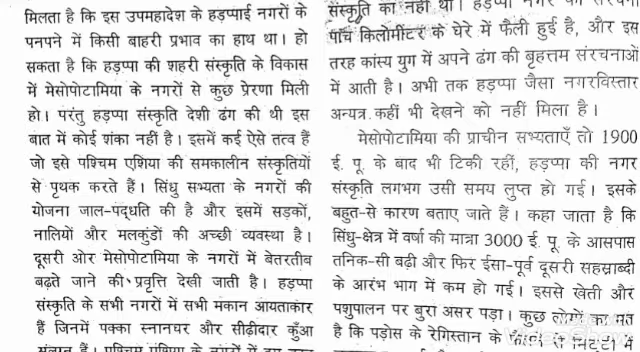 मिलता है कि इस उपमहादेश के हड़प्पाई नगरों के
पनपने में किसी बाहरी प्रभाव का हाथ था। हो
सकता है कि हड़प्पा की शहरी संस्कृति के विकास
में मेसोपोटामिया के नगरों से कुछ प्रेरणा मिली
हो। परंतु हड़प्पा संस्कृति देशी ढंग की थी इस
बात में कोई शंका नहीं है। इसमें कई ऐसे तत्व हैं
जो इसे पश्चिम एशिया की समकालीन संस्कृतियों
से पृथक करते हैं। सिंधु सभ्यता के नगरों की
योजना जाल-पद्धति की है और इसमें सड़कों,
नालियों और मलकुंडों की अच्छी व्यवस्था है।
दूसरी ओर मेसोपोटामिया के नगरों में बेतरतीब
बढ़ते जाने की प्रवृत्ति देखी जाती है। हड़प्पा
संस्कृति के सभी नगरों में सभी मकान आयताकार
हैं जिनमें पक्का स्नानघर और सीढ़ीदार कुँआ
संस्कृति का नहीं था। हड़प्पा नगर
पाँच किलोमीटर के घेरे में फैली हुई है, और इस
तरह कांस्य युग में अपने ढंग की बृहत्तम संरचनाओं
में आती है। अभी तक हड़प्पा जैसा नगरविस्तार
अन्यत्र कहीं भी देखने को नहीं मिला है।
मेसोपोटामिया की प्राचीन सभ्यताएँ तो 1900
ई. पू. के बाद भी टिकी रहीं, हड़प्पा की नगर
संस्कृति लगभग उसी समय लुप्त हो गई। इसके
बहुत-से कारण बताए जाते हैं। कहा जाता है कि
सिंधु-क्षेत्र में वर्षा की मात्रा 3000 ई. पू. के आसपास
तनिक-सी बढ़ी और फिर ईसा-पूर्व दूसरी सहस्राब्दी
के आरंभ भाग में कम हो गई। इससे खेती और
पशुपालन पर बुरा असर पड़ा। कुछ लोगों का मत
है कि पड़ोस के रेगिस्तान के